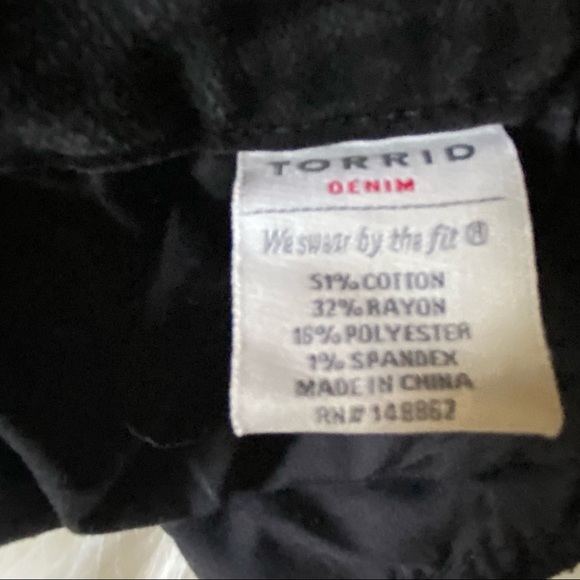 TORRID
DENIM
We swear by the fit ®
51% COTTON
32% RAYON
16% POLYESTER
1% SPANDEX
MADE IN CHINA
RN# 148862